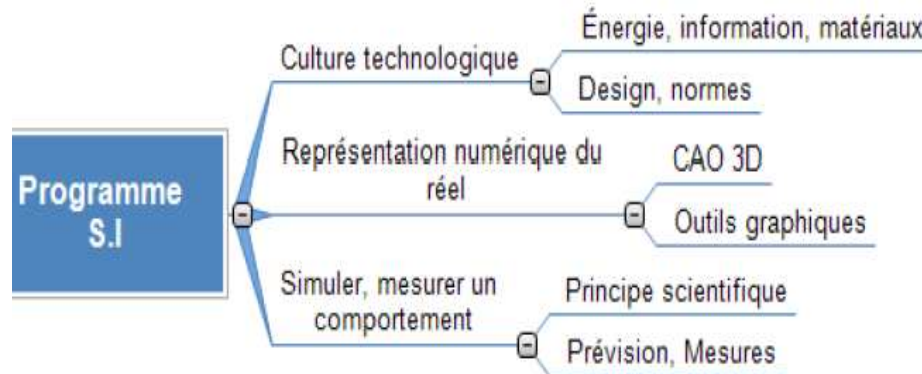 Programme
S.I
Culture technologique
Énergie, information, matériaux
Design, normes
Représentation numérique du
réel
CAO 3D
Outils graphiques
Simuler, mesurer un
comportement
Principe scientifique
Prévision, Mesures